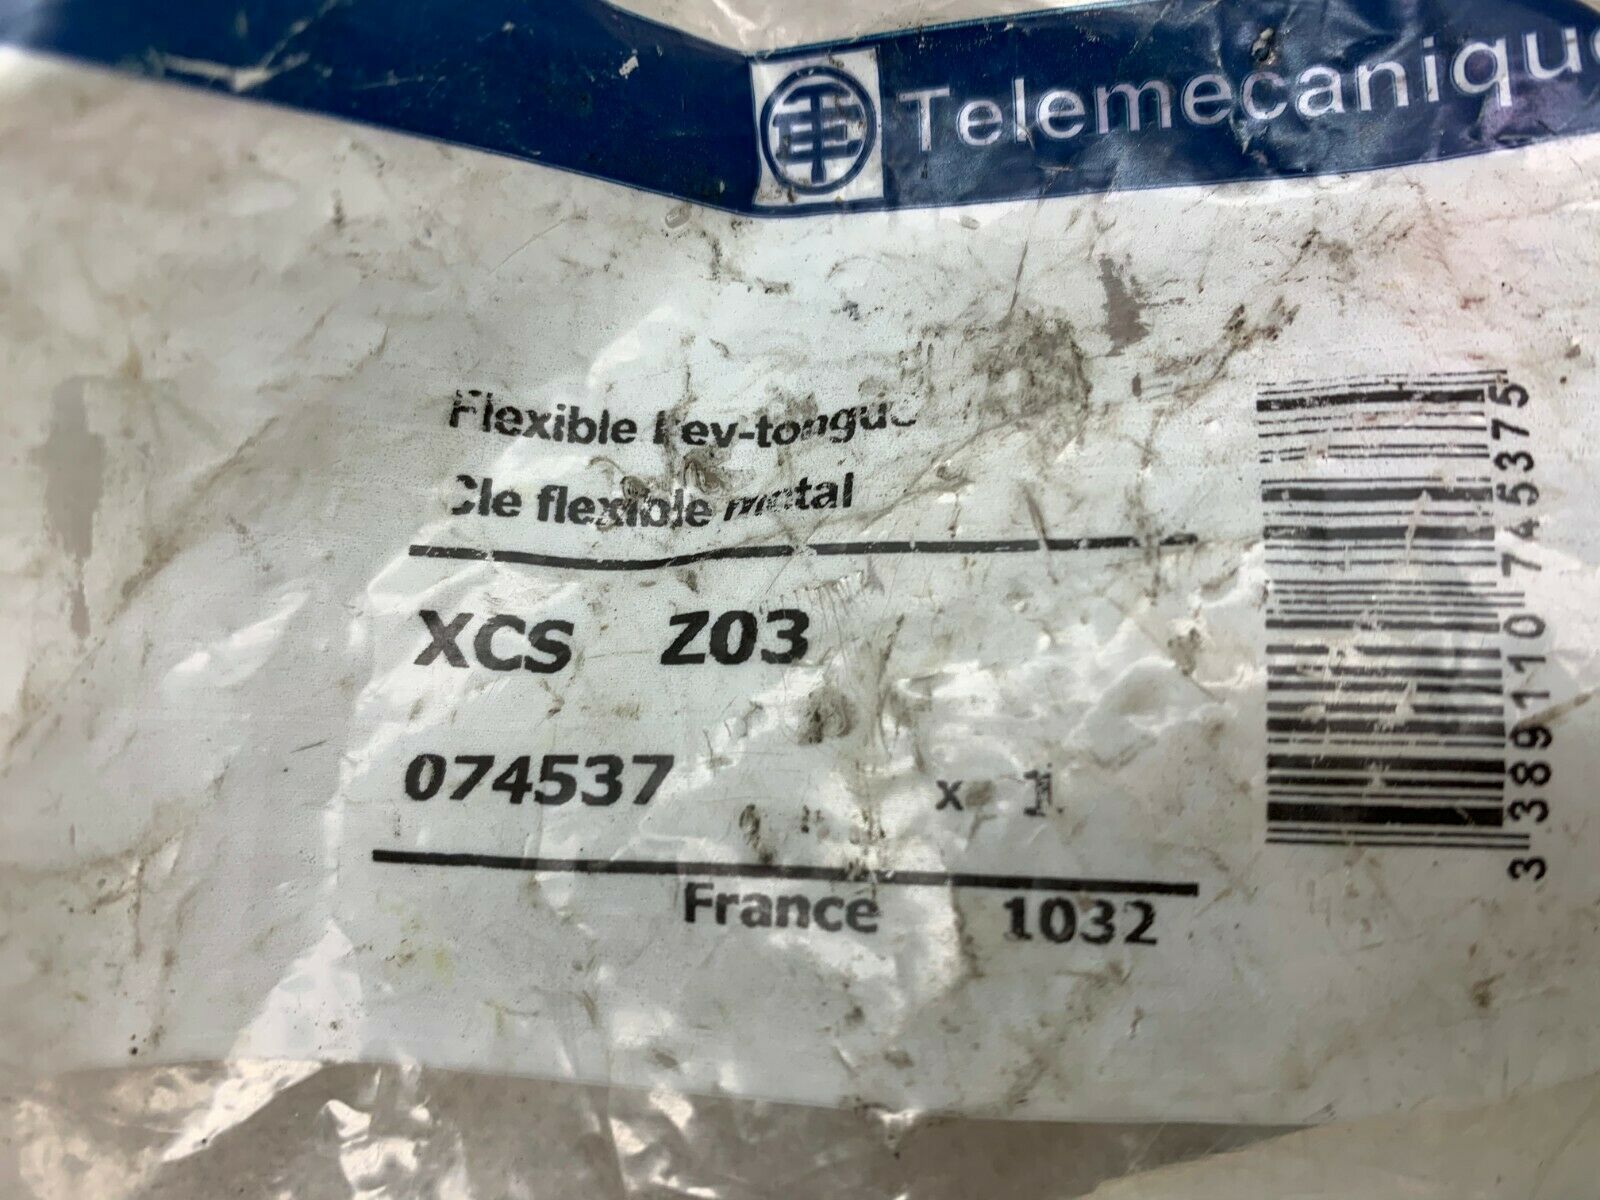 Telemecanique
Flexible key-tongue
Cle flexible metal
XCS Z03
074537 x 1
France 1032
3 389110 745375